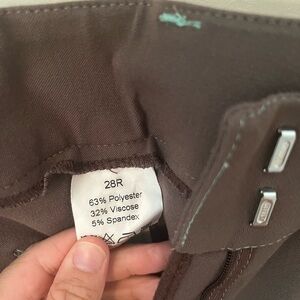 28R
63% Polyester
32% Viscose
5% Spandex